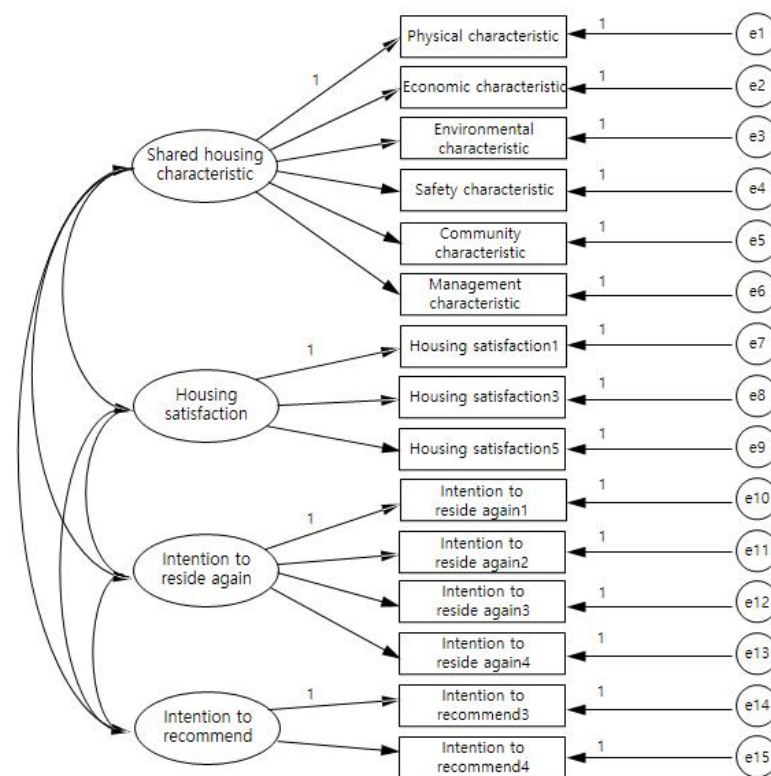 Physical characteristic
1
e1
1
Economic characteristic
1
e2
Shared housing
characteristic
Environmental
characteristic
1
e3
Safety characteristic
1
e4
Community
characteristic
1
e5
Management
characteristic
1
e6
Housing
satisfaction
1
Housing satisfaction1
1
e7
Housing satisfaction3
1
e8
Housing satisfaction5
1
e9
Intention to
reside again
1
Intention to
reside again1
1
e10
Intention to
reside again2
1
e11
Intention to
reside again3
1
e12
Intention to
reside again4
1
e13
Intention to
recommend
1
Intention to
recommend3
1
e14
Intention to
recommend4
1
e15